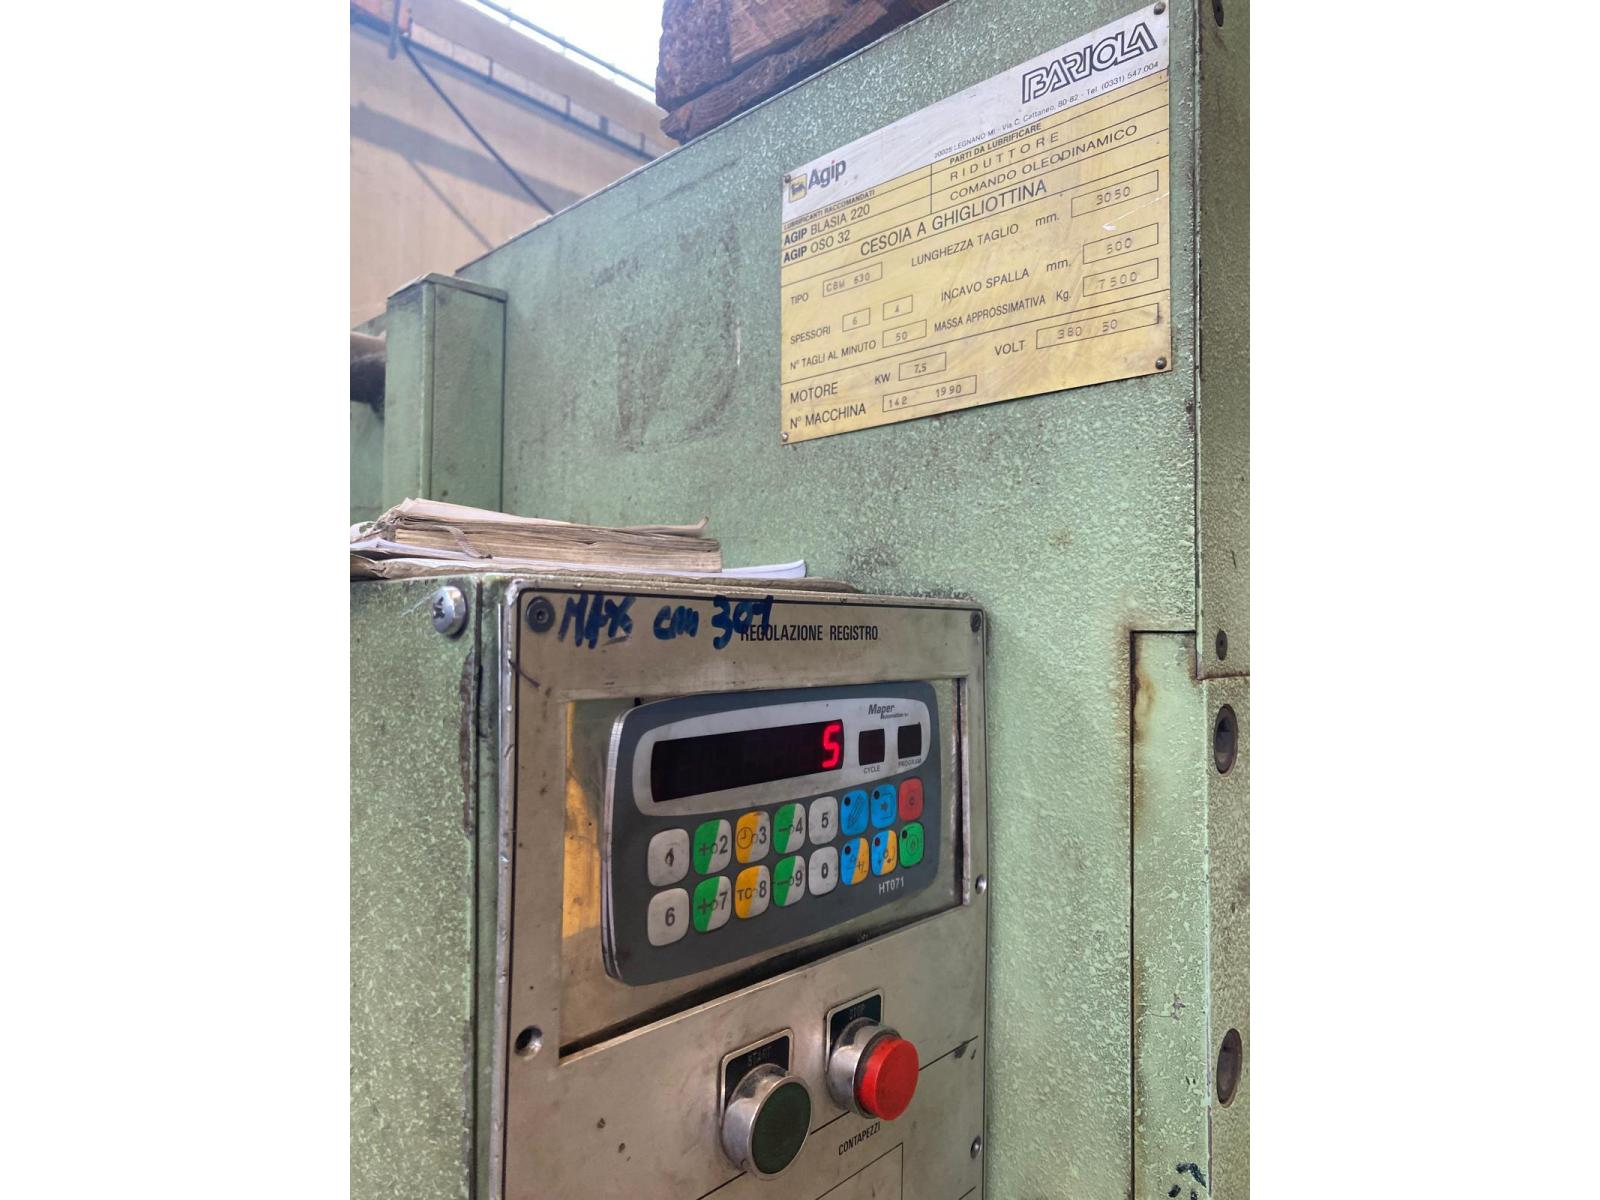 BARIOLA
20025 LEGNANO MI - Via C. Cattaneo, 80-82 - Tel. (0331) 547.004
Agip
LUBRIFICANTI RACCOMANDATI
PARTI DA LUBRIFICARE
AGIP BLASIA 220
RIDUTTORE
AGIP OSO 32
COMANDO OLEODINAMICO
CESOIA A GHIGLIOTTINA
TIPO CBM 630 LUNGHEZZA TAGLIO mm. 3050
SPESSORI 6 4 INCAVO SPALLA mm. 500
N° TAGLI AL MINUTO 50 MASSA APPROSSIMATIVA Kg. 7500
MOTORE KW 7,5 VOLT 380 50
N° MACCHINA 142 1990
MAX cm
REGOLAZIONE REGISTRO
Maper
5
CYCLE PROGRAM
1 +2 3 -4 5
6 +7 TC 8 -9 0
HT071
START
STOP
CONTAPEZZI